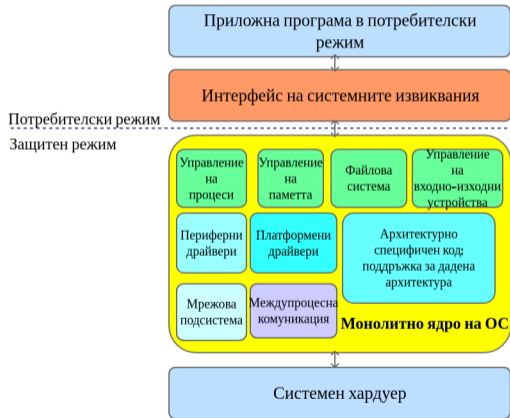 Приложна програма в потребителски
режим
Интерфейс на системните извиквания
Потребителски режим
Защитен режим
Управление
на
процеси
Управление
на
паметта
Файлова
система
Управление
на
входно-изходни
устройства
Периферни
драйвери
Платформени
драйвери
Архитектурно
специфичен код;
поддръжка за дадена
архитектура
Мрежова
подсистема
Междупроцесна
комуникация
Монолитно ядро на ОС
Системен хардуер